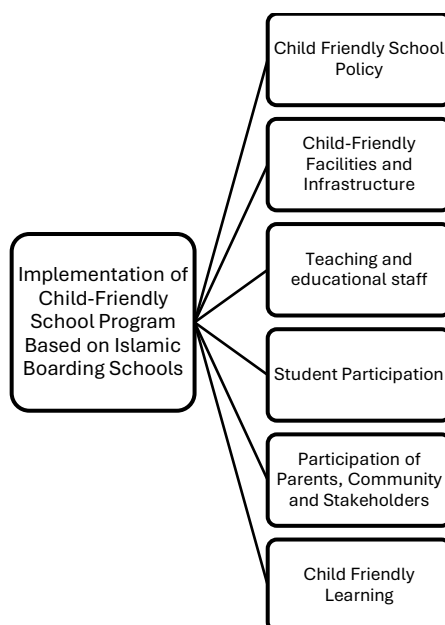 Child Friendly School
Policy
Child-Friendly
Facilities and
Infrastructure
Implementation of
Child-Friendly
School Program
Based on Islamic
Boarding Schools
Teaching and
educational staff
Student Participation
Participation of
Parents, Community
and Stakeholders
Child Friendly
Learning